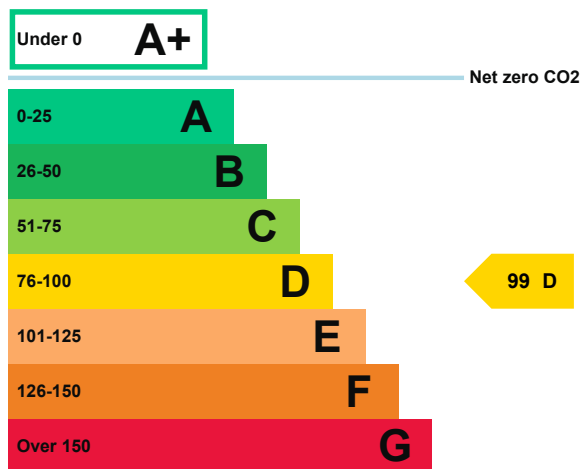 Under 0 A+
Net zero CO2
0-25 A
26-50 B
51-75 C
76-100 D 99 D
101-125 E
126-150 F
Over 150 G